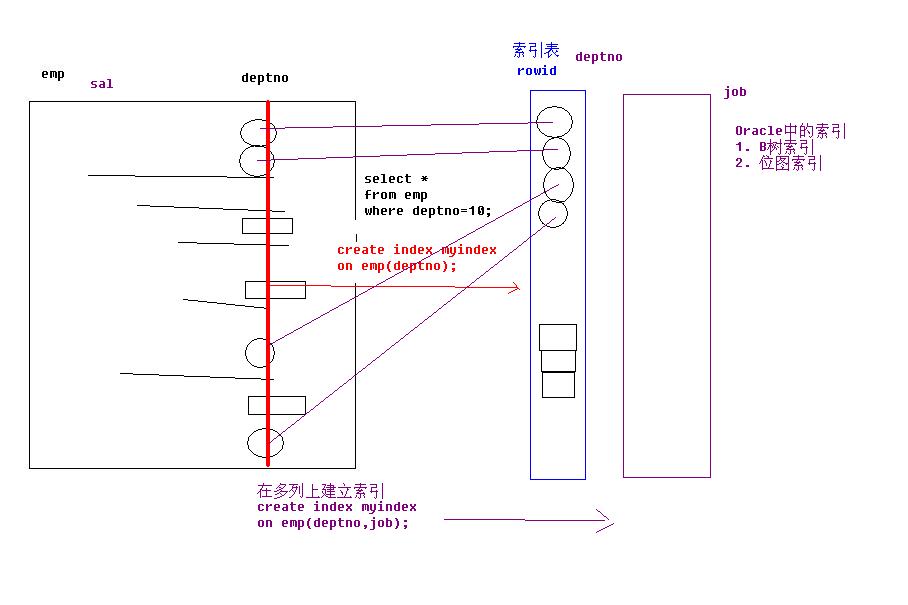 索引表
deptno
rowid
emp
sal
deptno
job
Oracle中的索引
1. B树索引
2. 位图索引
select *
from emp
where deptno=10;
create index myindex
on emp(deptno);
在多列上建立索引
create index myindex
on emp(deptno,job);